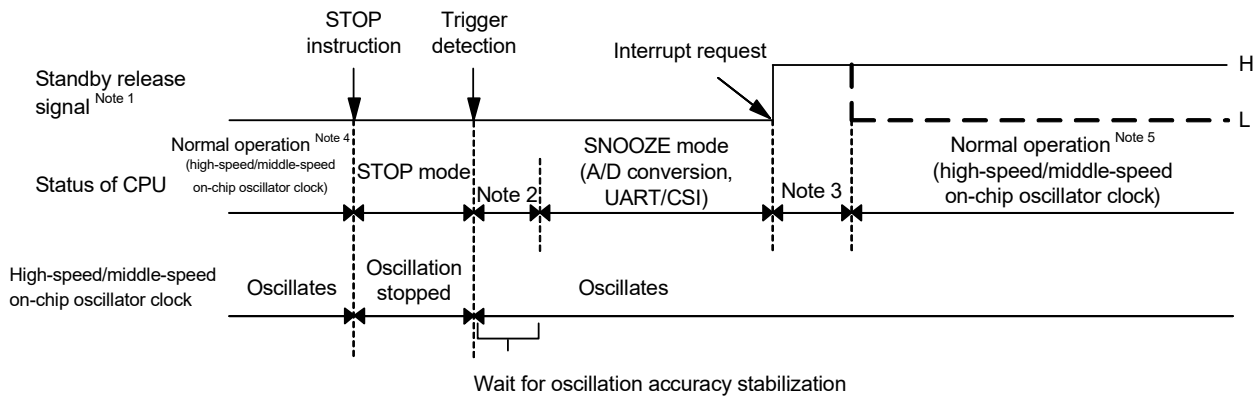 STOP
instruction
Trigger
detection
Interrupt request
Standby release
signal Note 1
H
L
Status of CPU
Normal operation Note 4
(high-speed/middle-speed
on-chip oscillator clock)
STOP mode
Note 2
SNOOZE mode
(A/D conversion,
UART/CSI)
Note 3
Normal operation Note 5
(high-speed/middle-speed
on-chip oscillator clock)
High-speed/middle-speed
on-chip oscillator clock
Oscillates
Oscillation
stopped
Oscillates
Wait for oscillation accuracy stabilization